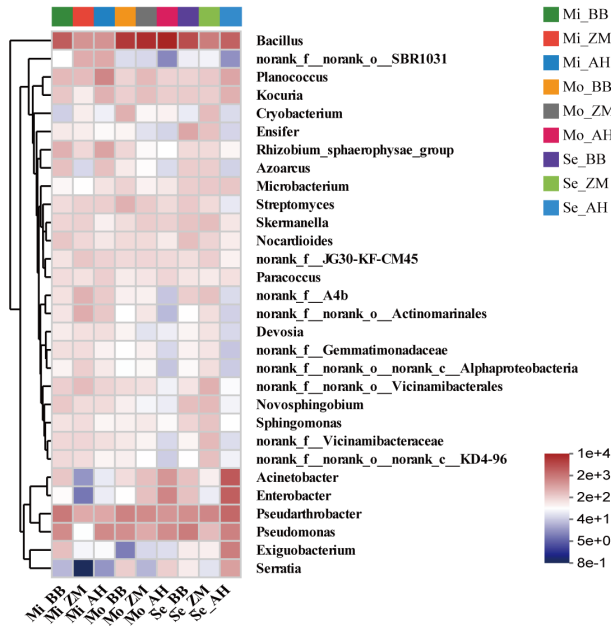 Bacillus
norank_f__norank_o__SBR1031
Planococcus
Kocuria
Cryobacterium
Ensifer
Rhizobium_sphaerophysae_group
Azoarcus
Microbacterium
Streptomyces
Skermanella
Nocardioides
norank_f__JG30-KF-CM45
Paracoccus
norank_f__A4b
norank_f__norank_o__Actinomarinales
Devosia
norank_f__Gemmatimonadaceae
norank_f__norank_o__norank_c__Alphaproteobacteria
norank_f__norank_o__Vicinamibacterales
Novosphingobium
Sphingomonas
norank_f__Vicinamibacteraceae
norank_f__norank_o__norank_c__KD4-96
Acinetobacter
Enterobacter
Pseudarthrobacter
Pseudomonas
Exiguobacterium
Serratia
Mi_BB
Mi_ZM
Mi_AH
Mo_BB
Mo_ZM
Mo_AH
Se_BB
Se_ZM
Se_AH
Mi_BB
Mi_ZM
Mi_AH
Mo_BB
Mo_ZM
Mo_AH
Se_BB
Se_ZM
Se_AH
1e+4
2e+3
2e+2
3e+1
5e+0
8e-1